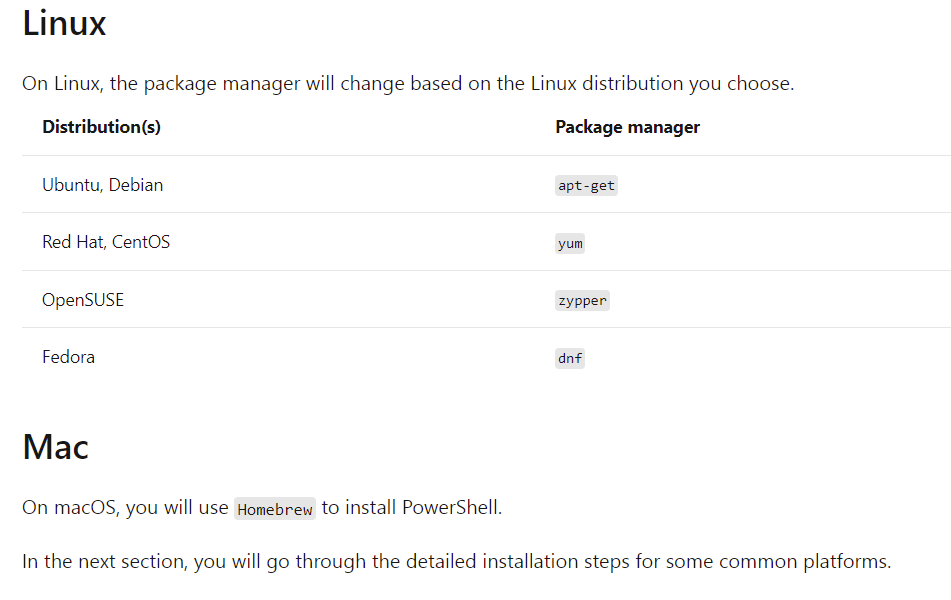 Linux
On Linux, the package manager will change based on the Linux distribution you choose.
Distribution(s) Package manager
Ubuntu, Debian apt-get
Red Hat, CentOS yum
OpenSUSE zypper
Fedora dnf
Mac
On macOS, you will use Homebrew to install PowerShell.
In the next section, you will go through the detailed installation steps for some common platforms.